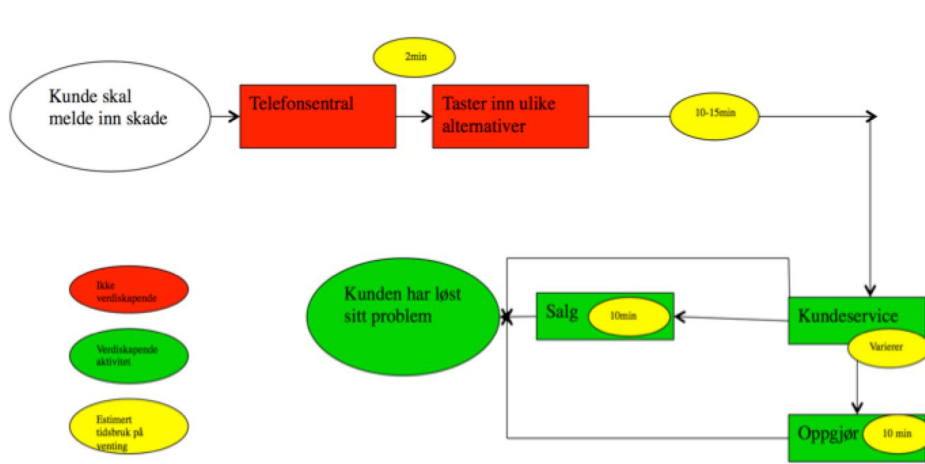 2min
Kunde skal
melde inn skade
Telefonsentral
Taster inn ulike
alternativer
10-15min
Ikke
verdiskapende
Kunden har løst
sitt problem
Salg
10min
Kundeservice
Varierer
Verdiskapende
aktivitet
Estimert
tidsbruk på
venting
Oppgjør
10 min